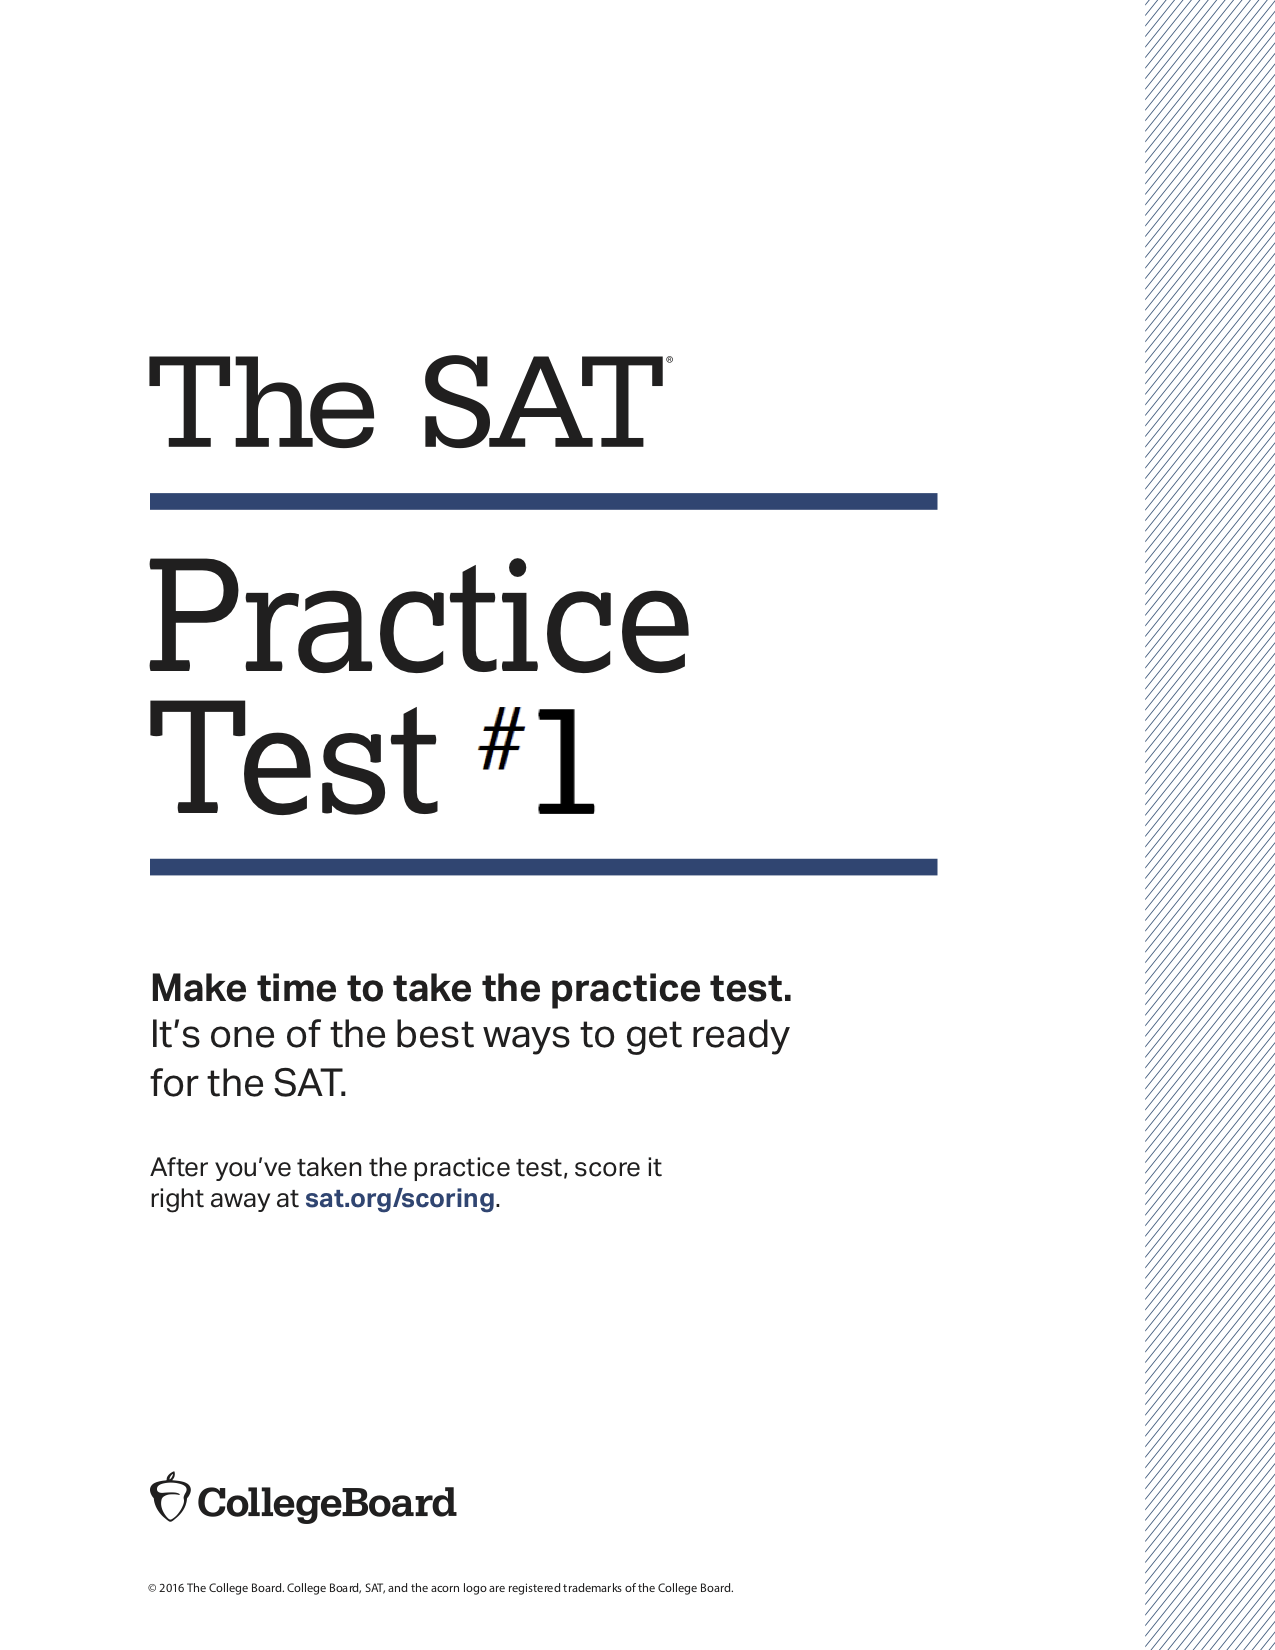 The SAT®
Practice
Test #1
Make time to take the practice test.
It’s one of the best ways to get ready
for the SAT.
After you’ve taken the practice test, score it
right away at sat.org/scoring.
CollegeBoard
© 2016 The College Board. College Board, SAT, and the acorn logo are registered trademarks of the College Board.